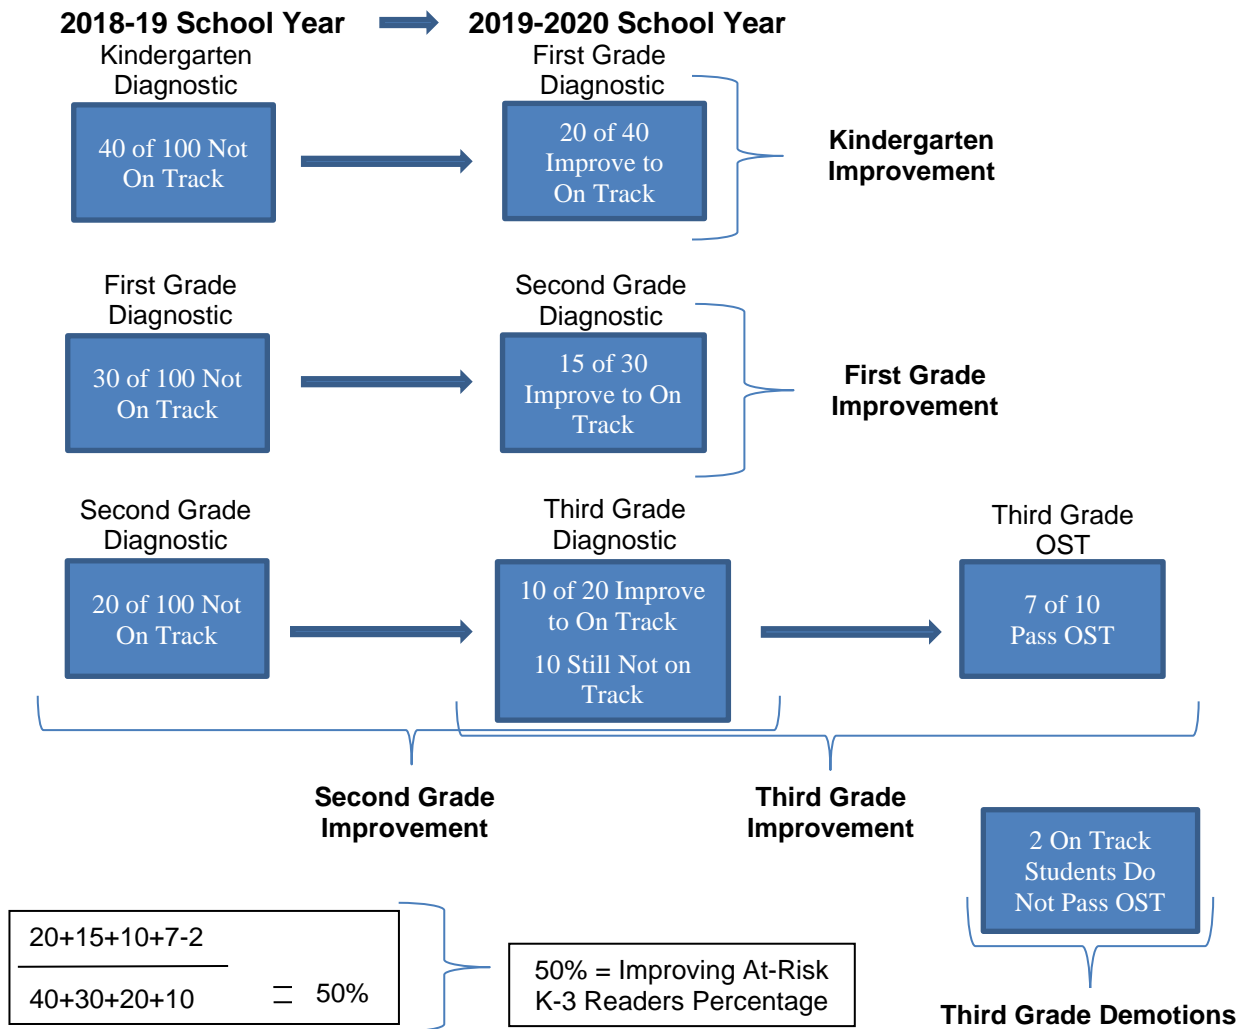 2018-19 School Year
2019-2020 School Year
Kindergarten
Diagnostic
First Grade
Diagnostic
40 of 100 Not
On Track
20 of 40
Improve to
On Track
Kindergarten
Improvement
First Grade
Diagnostic
Second Grade
Diagnostic
30 of 100 Not
On Track
15 of 30
Improve to On
Track
First Grade
Improvement
Second Grade
Diagnostic
Third Grade
Diagnostic
Third Grade
OST
20 of 100 Not
On Track
10 of 20 Improve
to On Track
10 Still Not on
Track
7 of 10
Pass OST
Second Grade
Improvement
Third Grade
Improvement
2 On Track
Students Do
Not Pass OST
20+15+10+7-2
40+30+20+10
= 50%
50% = Improving At-Risk
K-3 Readers Percentage
Third Grade Demotions